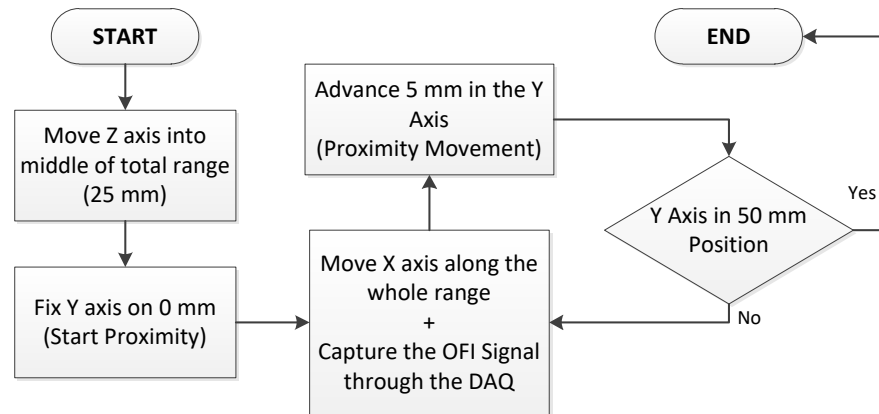 START
Move Z axis into
middle of total range
(25 mm)
Fix Y axis on 0 mm
(Start Proximity)
Move X axis along the
whole range
+
Capture the OFI Signal
through the DAQ
Advance 5 mm in the Y
Axis
(Proximity Movement)
Y Axis in 50 mm
Position
Yes
No
END